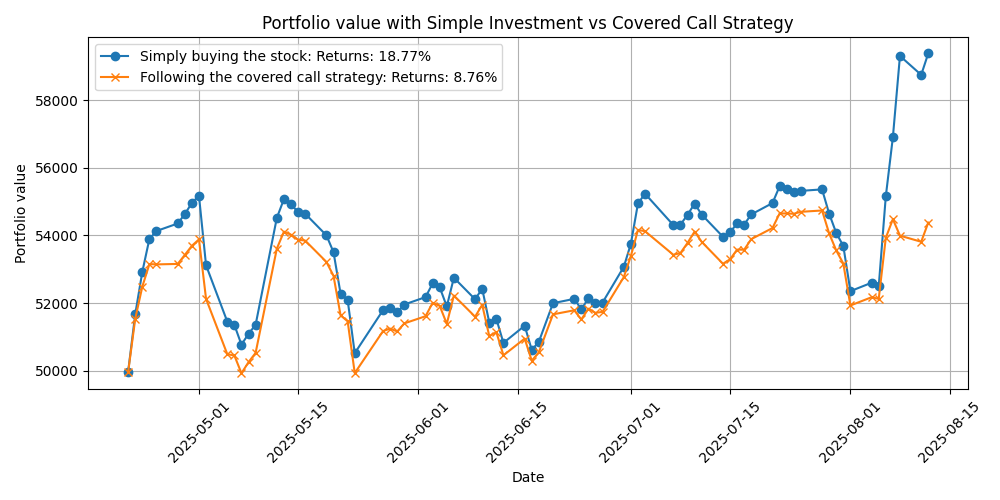 Portfolio value with Simple Investment vs Covered Call Strategy
Simply buying the stock: Returns: 18.77%
Following the covered call strategy: Returns: 8.76%
Portfolio value
58000
56000
54000
52000
50000
2025-05-01
2025-05-15
2025-06-01
2025-06-15
2025-07-01
2025-07-15
2025-08-01
2025-08-15
Date